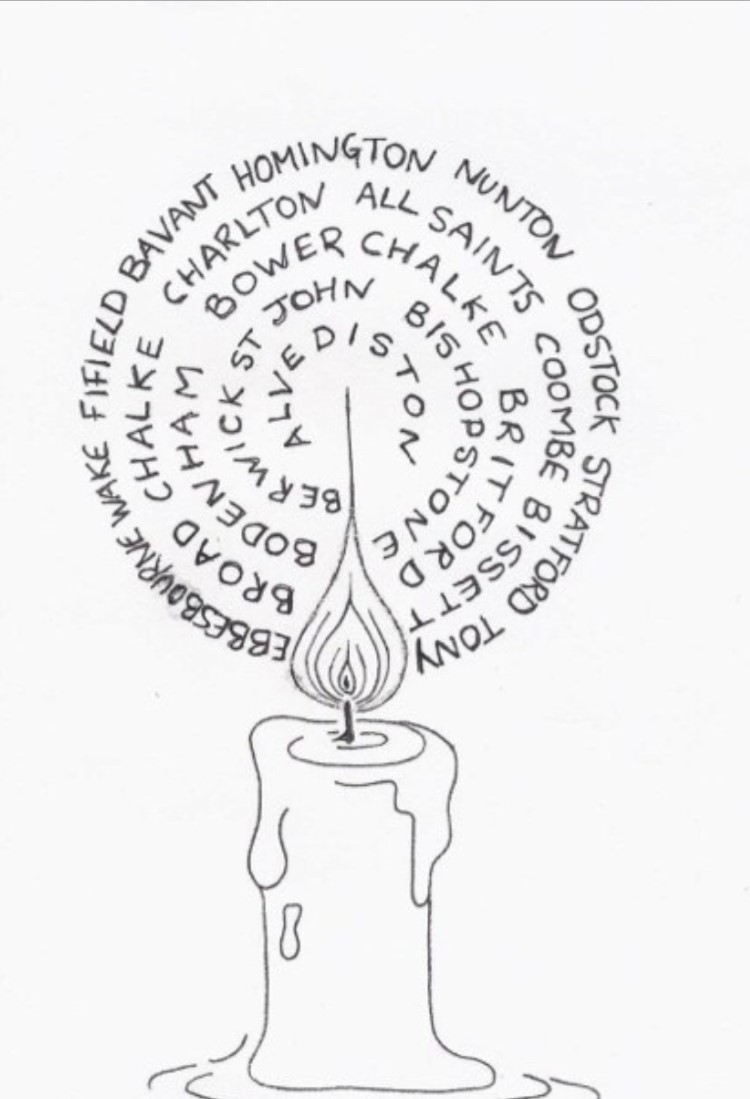 ALVEDISTON
BERWICK ST JOHN BISHOPSTONE
BODENHAM BOWER CHALKE BRITFORD
BROAD CHALKE CHARLTON ALL SAINTS COOMBE BISSETT
EBBESBOURNE WAKE FIFIELD BAVANT HOMINGTON NUNTON ODSTOCK STRATFORD TONY